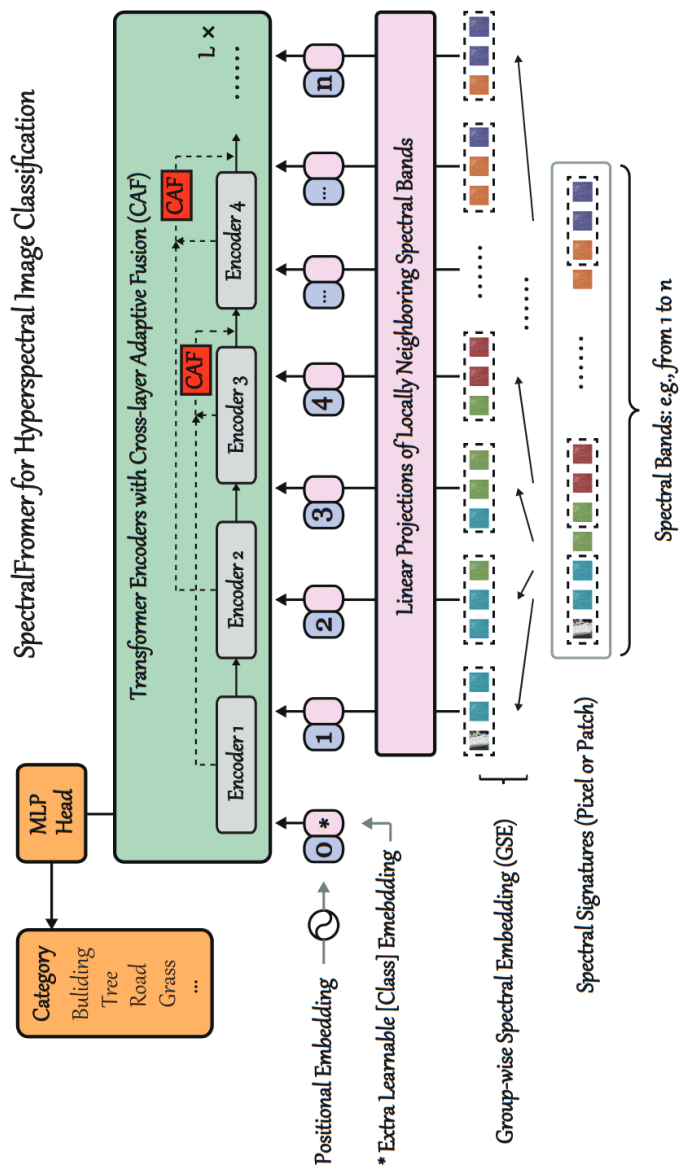 SpectralFromer for Hyperspectral Image Classification
MLP
Head
Category
Buliding
Tree
Road
Grass
...
Transformer Encoders with Cross-layer Adaptive Fusion (CAF)
L ×
......
CAF
CAF
Encoder 1
Encoder 2
Encoder 3
Encoder 4
Positional Embedding
0 *
1
2
3
4
...
...
n
* Extra Learnable [Class] Emebdding
Linear Projections of Locally Neighboring Spectral Bands
Group-wise Spectral Embedding (GSE)
......
......
Spectral Signatures (Pixel or Patch)
......
Spectral Bands: e.g., from 1 to n